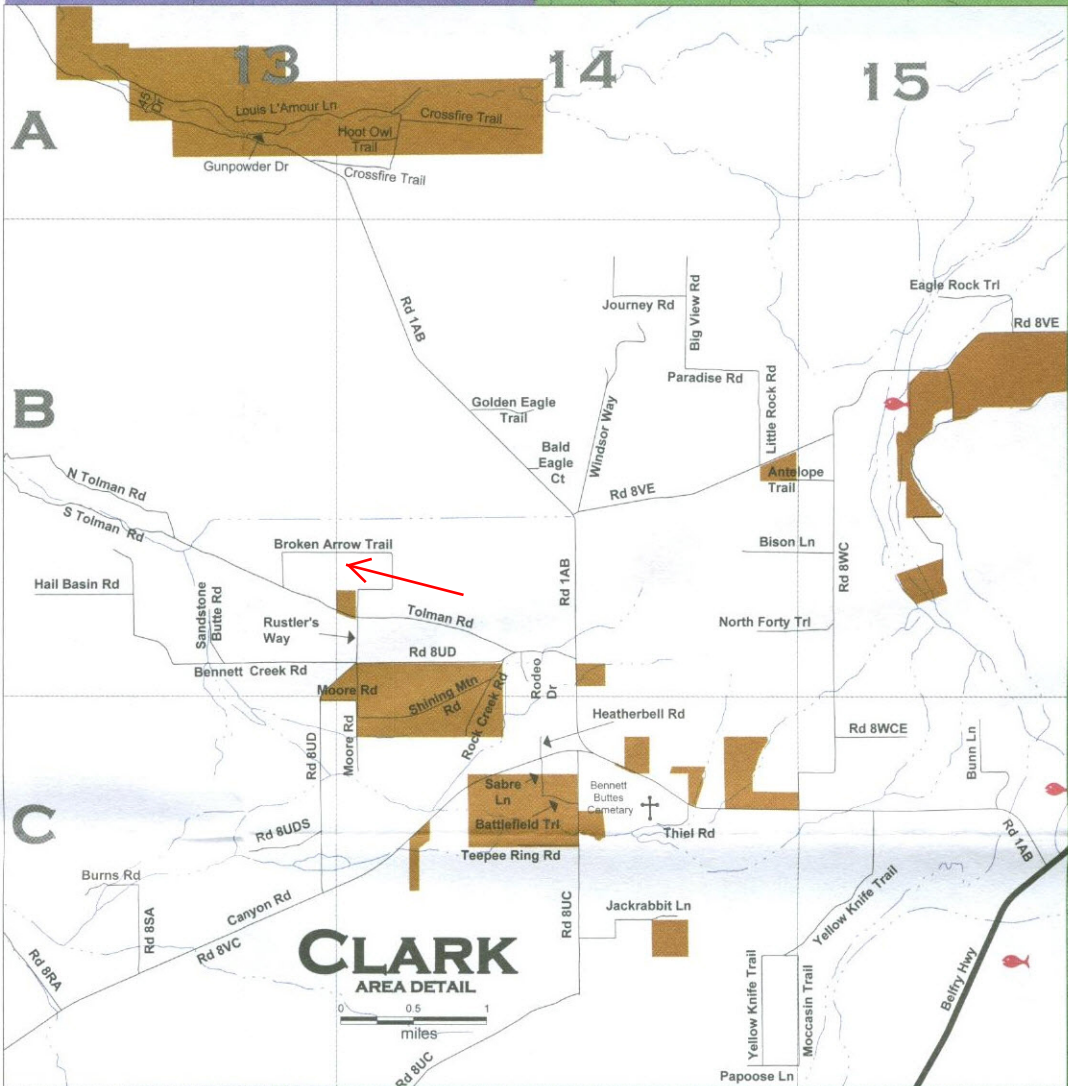 13
14
15
A
45
Dr
Louis L'Amour Ln
Crossfire Trail
Hoot Owl
Trail
Gunpowder Dr
Crossfire Trail
Rd 1AB
Journey Rd
Big View Rd
Eagle Rock Trl
Rd 8VE
Paradise Rd
Little Rock Rd
B
Golden Eagle
Trail
Windsor Way
Bald
Eagle
Ct
Rd 8VE
Antelope
Trail
N Tolman Rd
S Tolman Rd
Broken Arrow Trail
Bison Ln
Rd 8WC
Rd 1AB
Hail Basin Rd
Sandstone
Butte Rd
Rustler's
Way
Tolman Rd
North Forty Trl
Rd 8UD
Bennett Creek Rd
Rodeo
Dr
Moore Rd
Shining Mtn
Rd
Rock Creek Rd
Heatherbell Rd
Rd 8UD
Moore Rd
Rd 8WCE
Bunn Ln
Sabre
Ln
Bennett
Buttes
Cemetary
C
Battlefield Trl
Thiel Rd
Rd 8UDS
Teepee Ring Rd
Rd 1AB
Burns Rd
Rd 8SA
Canyon Rd
Rd 8VC
Rd 8UC
Jackrabbit Ln
Yellow Knife Trail
Rd 8RA
CLARK
AREA DETAIL
0 0.5 1
miles
Yellow Knife Trail
Moccasin Trail
Belfry Hwy
Rd 8UC
Papoose Ln